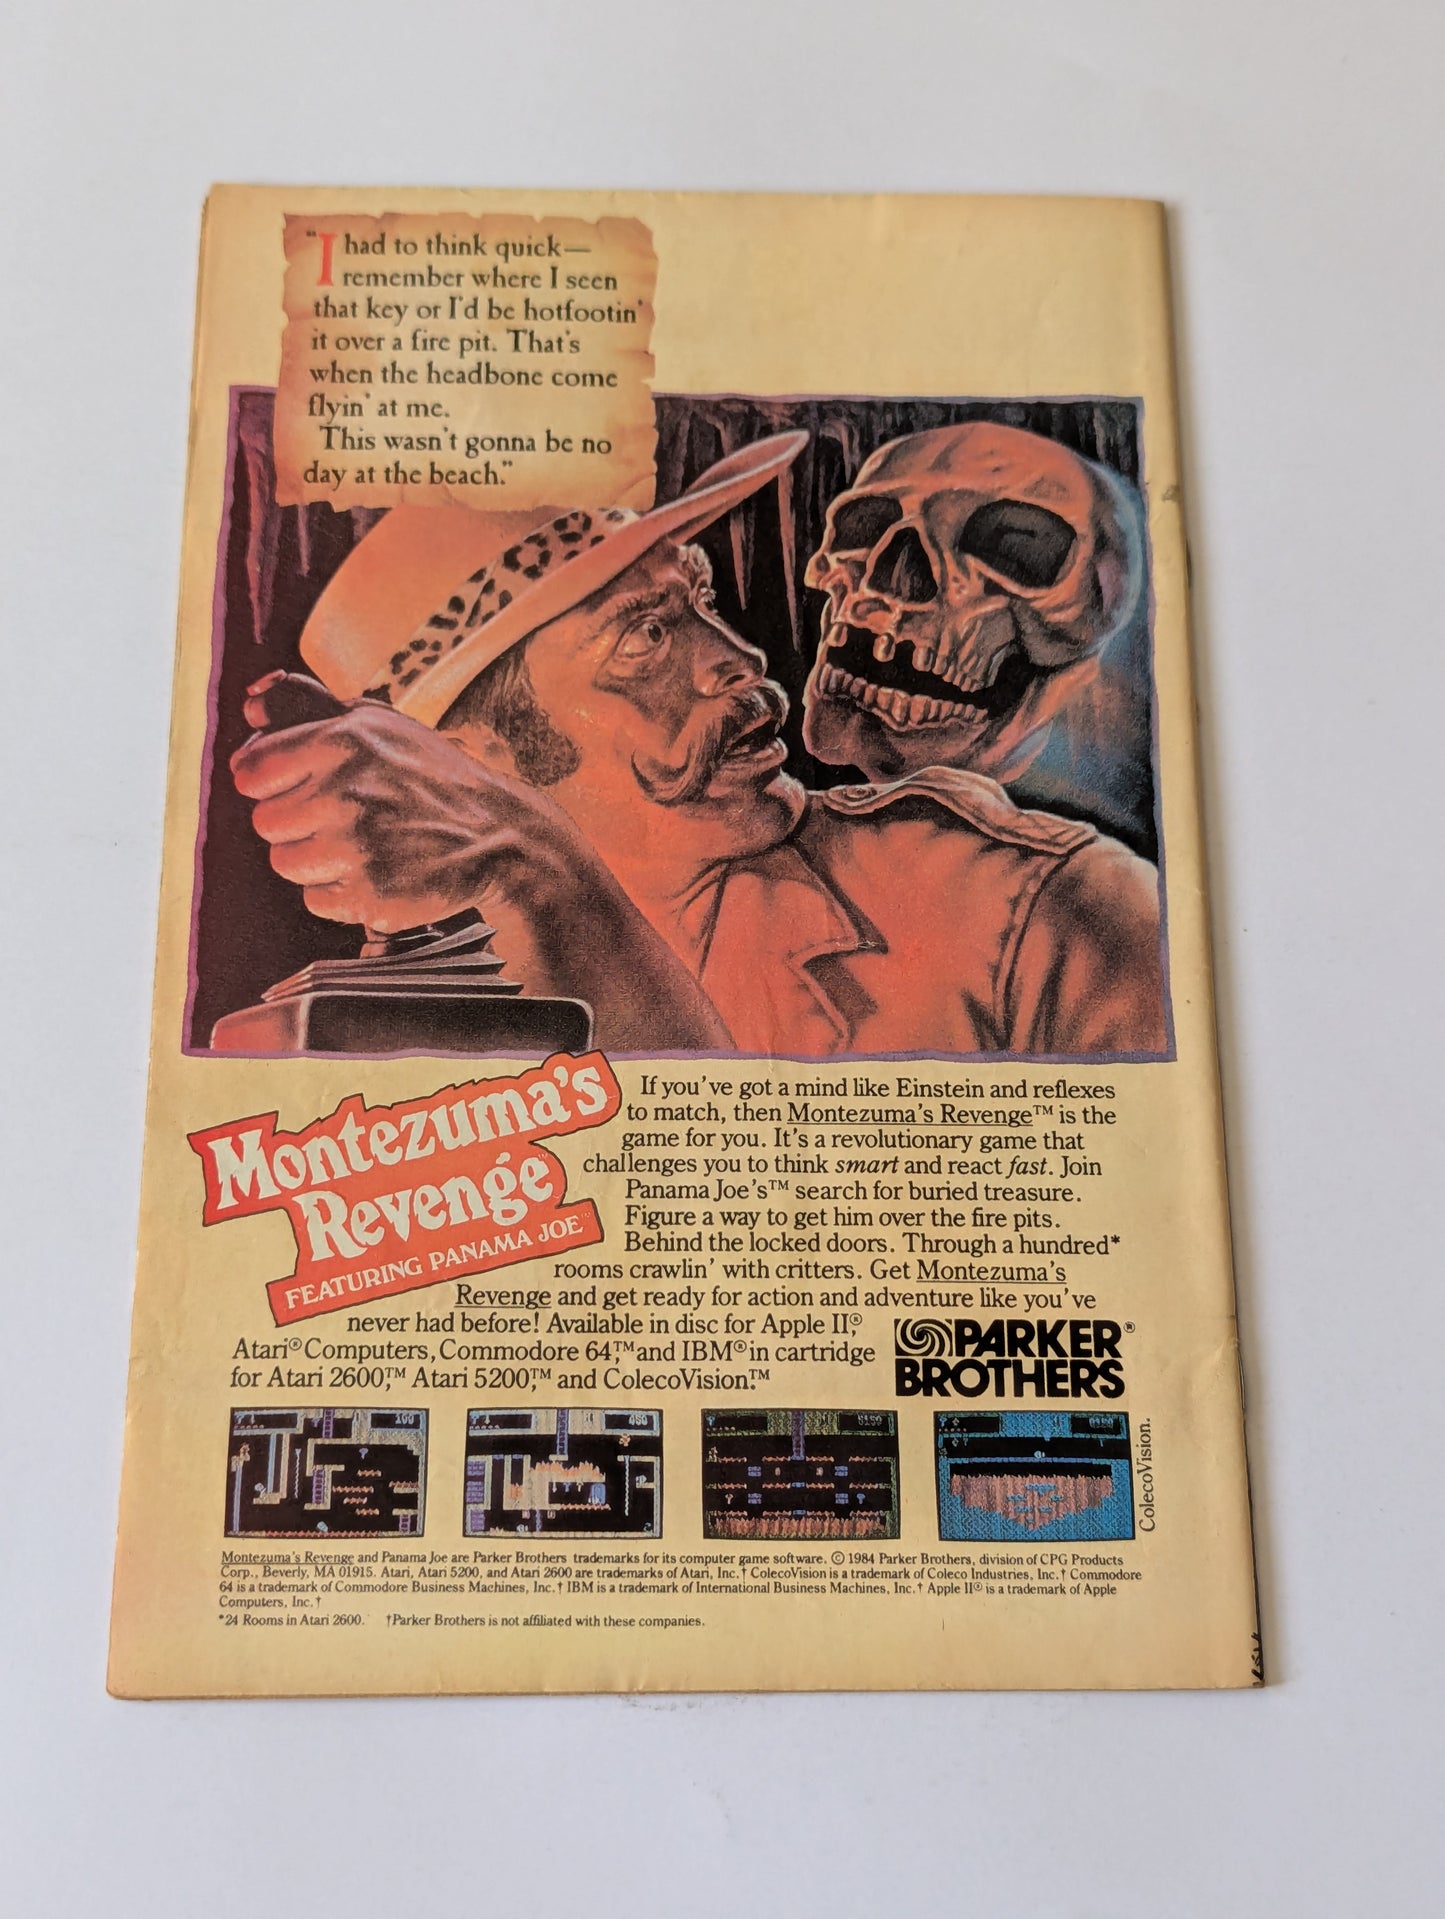 "I had to think quick—
remember where I seen
that key or I'd be hotfootin'
it over a fire pit. That's
when the headbone come
flyin' at me.
This wasn't gonna be no
day at the beach."
Montezuma's
Revenge™
FEATURING PANAMA JOE™
If you've got a mind like Einstein and reflexes
to match, then Montezuma's Revenge™ is the
game for you. It's a revolutionary game that
challenges you to think smart and react fast. Join
Panama Joe's™ search for buried treasure.
Figure a way to get him over the fire pits.
Behind the locked doors. Through a hundred*
rooms crawlin' with critters. Get Montezuma's
Revenge and get ready for action and adventure like you've
never had before! Available in disc for Apple II,®
Atari® Computers, Commodore 64,™ and IBM® in cartridge
for Atari 2600,™ Atari 5200,™ and ColecoVision.™
PARKER®
BROTHERS
100
450
ColecoVision.
Montezuma's Revenge and Panama Joe are Parker Brothers trademarks for its computer game software. © 1984 Parker Brothers, division of CPG Products
Corp., Beverly, MA 01915. Atari, Atari 5200, and Atari 2600 are trademarks of Atari, Inc.† ColecoVision is a trademark of Coleco Industries, Inc.† Commodore
64 is a trademark of Commodore Business Machines, Inc.† IBM is a trademark of International Business Machines, Inc.† Apple II® is a trademark of Apple
Computers, Inc.†
*24 Rooms in Atari 2600. †Parker Brothers is not affiliated with these companies.